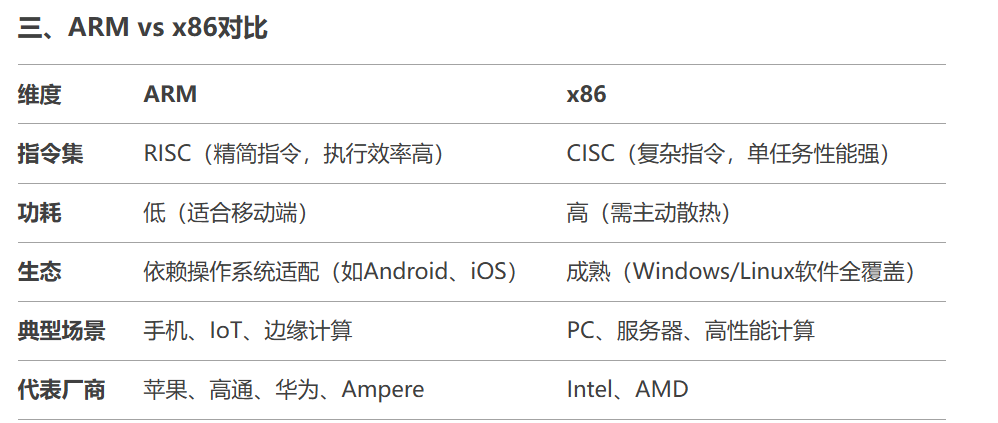 三、ARM vs x86对比
维度 ARM x86
指令集 RISC（精简指令，执行效率高） CISC（复杂指令，单任务性能强）
功耗 低（适合移动端） 高（需主动散热）
生态 依赖操作系统适配（如Android、iOS） 成熟（Windows/Linux软件全覆盖）
典型场景 手机、IoT、边缘计算 PC、服务器、高性能计算
代表厂商 苹果、高通、华为、Ampere Intel、AMD